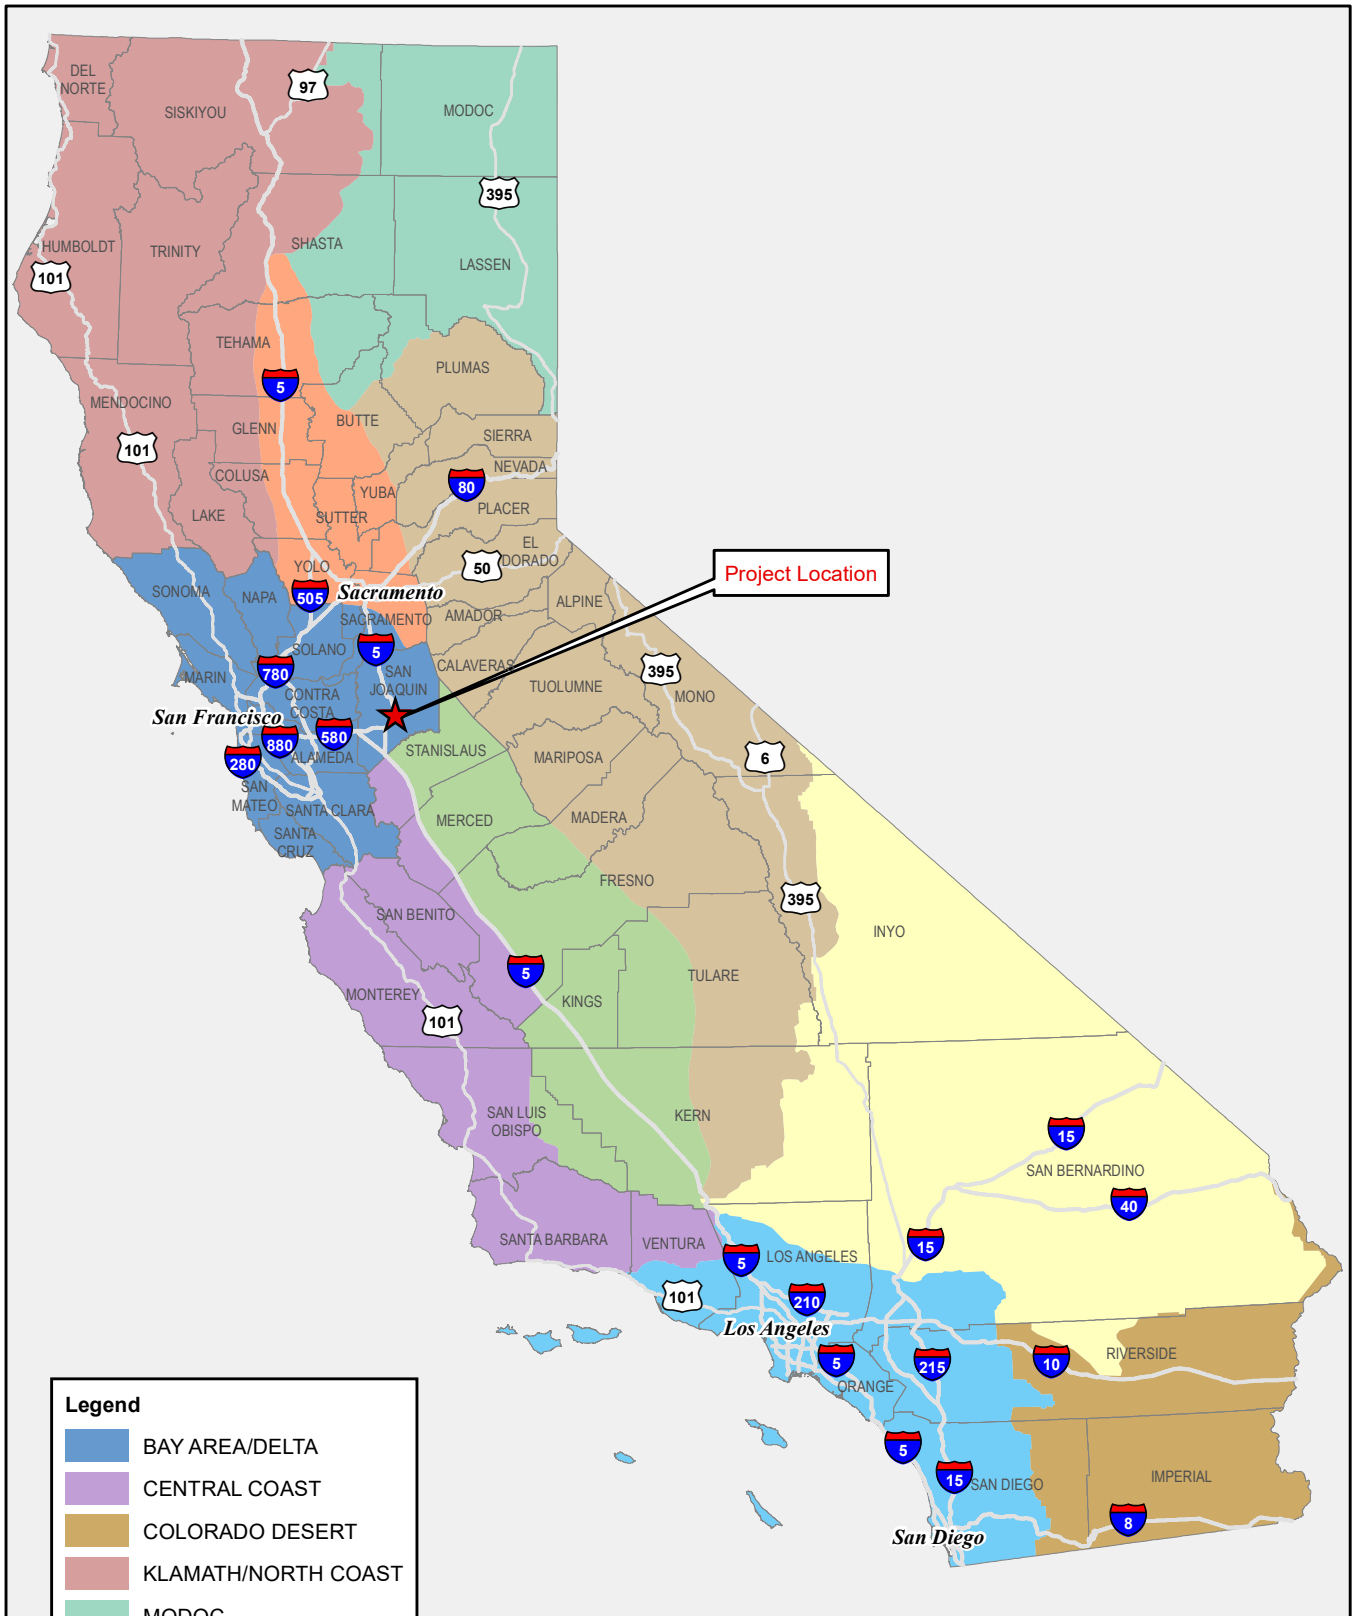 DEL
NORTE
SISKIYOU
97
MODOC
395
HUMBOLDT
TRINITY
SHASTA
LASSEN
101
TEHAMA
PLUMAS
5
MENDOCINO
GLENN
BUTTE
SIERRA
101
COLUSA
NEVADA
80
YUBA
LAKE
SUTTER
PLACER
EL
DORADO
YOLO
50
Project Location
SONOMA
NAPA
505
Sacramento
ALPINE
SACRAMENTO
AMADOR
SOLANO
5
780
MARIN
SAN
JOAQUIN
CALAVERAS
395
TUOLUMNE
MONO
CONTRA
COSTA
San Francisco
880
580
STANISLAUS
MARIPOSA
6
280
ALAMEDA
SAN
MATEO
SANTA CLARA
MERCED
MADERA
SANTA
CRUZ
FRESNO
395
SAN BENITO
INYO
5
TULARE
MONTEREY
KINGS
101
SAN LUIS
OBISPO
KERN
15
SAN BERNARDINO
40
SANTA BARBARA
VENTURA
15
5
LOS ANGELES
101
210
Los Angeles
5
215
10
RIVERSIDE
ORANGE
5
15
SAN DIEGO
IMPERIAL
8
San Diego
Legend
BAY AREA/DELTA
CENTRAL COAST
COLORADO DESERT
KLAMATH/NORTH COAST
MODOC